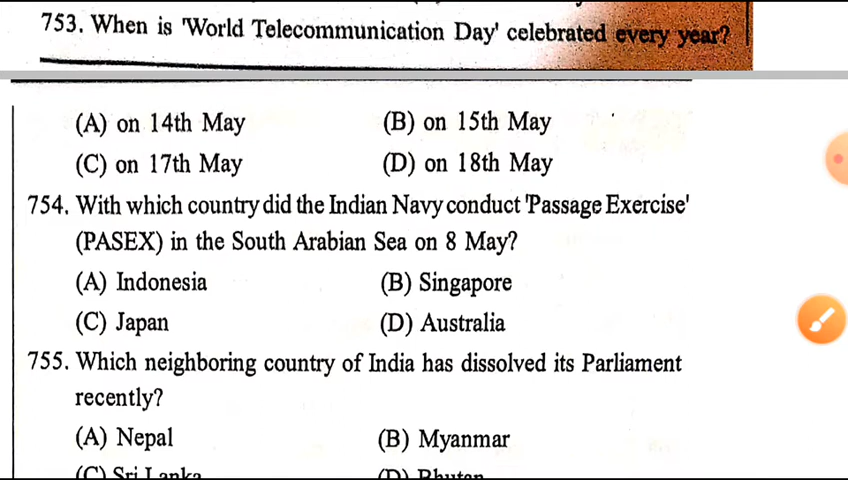 753. When is 'World Telecommunication Day' celebrated every year?
(A) on 14th May (B) on 15th May
(C) on 17th May (D) on 18th May
754. With which country did the Indian Navy conduct 'Passage Exercise'
(PASEX) in the South Arabian Sea on 8 May?
(A) Indonesia (B) Singapore
(C) Japan (D) Australia
755. Which neighboring country of India has dissolved its Parliament
recently?
(A) Nepal (B) Myanmar
(C) Sri Lanka (D) Bhutan